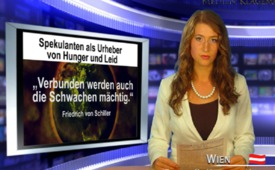 Spekulanten als Urheber
von Hunger und Leid
„Verbunden werden auch
die Schwachen mächtig.“
Friedrich von Schiller
WIEN